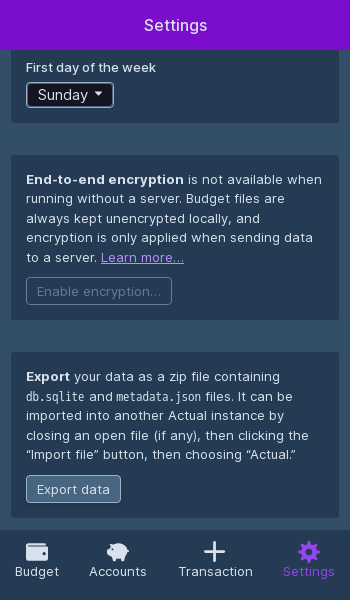 Settings
First day of the week
Sunday
End-to-end encryption is not available when
running without a server. Budget files are
always kept unencrypted locally, and
encryption is only applied when sending data
to a server. Learn more…
Enable encryption…
Export your data as a zip file containing
db.sqlite and metadata.json files. It can be
imported into another Actual instance by
closing an open file (if any), then clicking the
“Import file” button, then choosing “Actual.”
Export data
Budget Accounts Transaction Settings